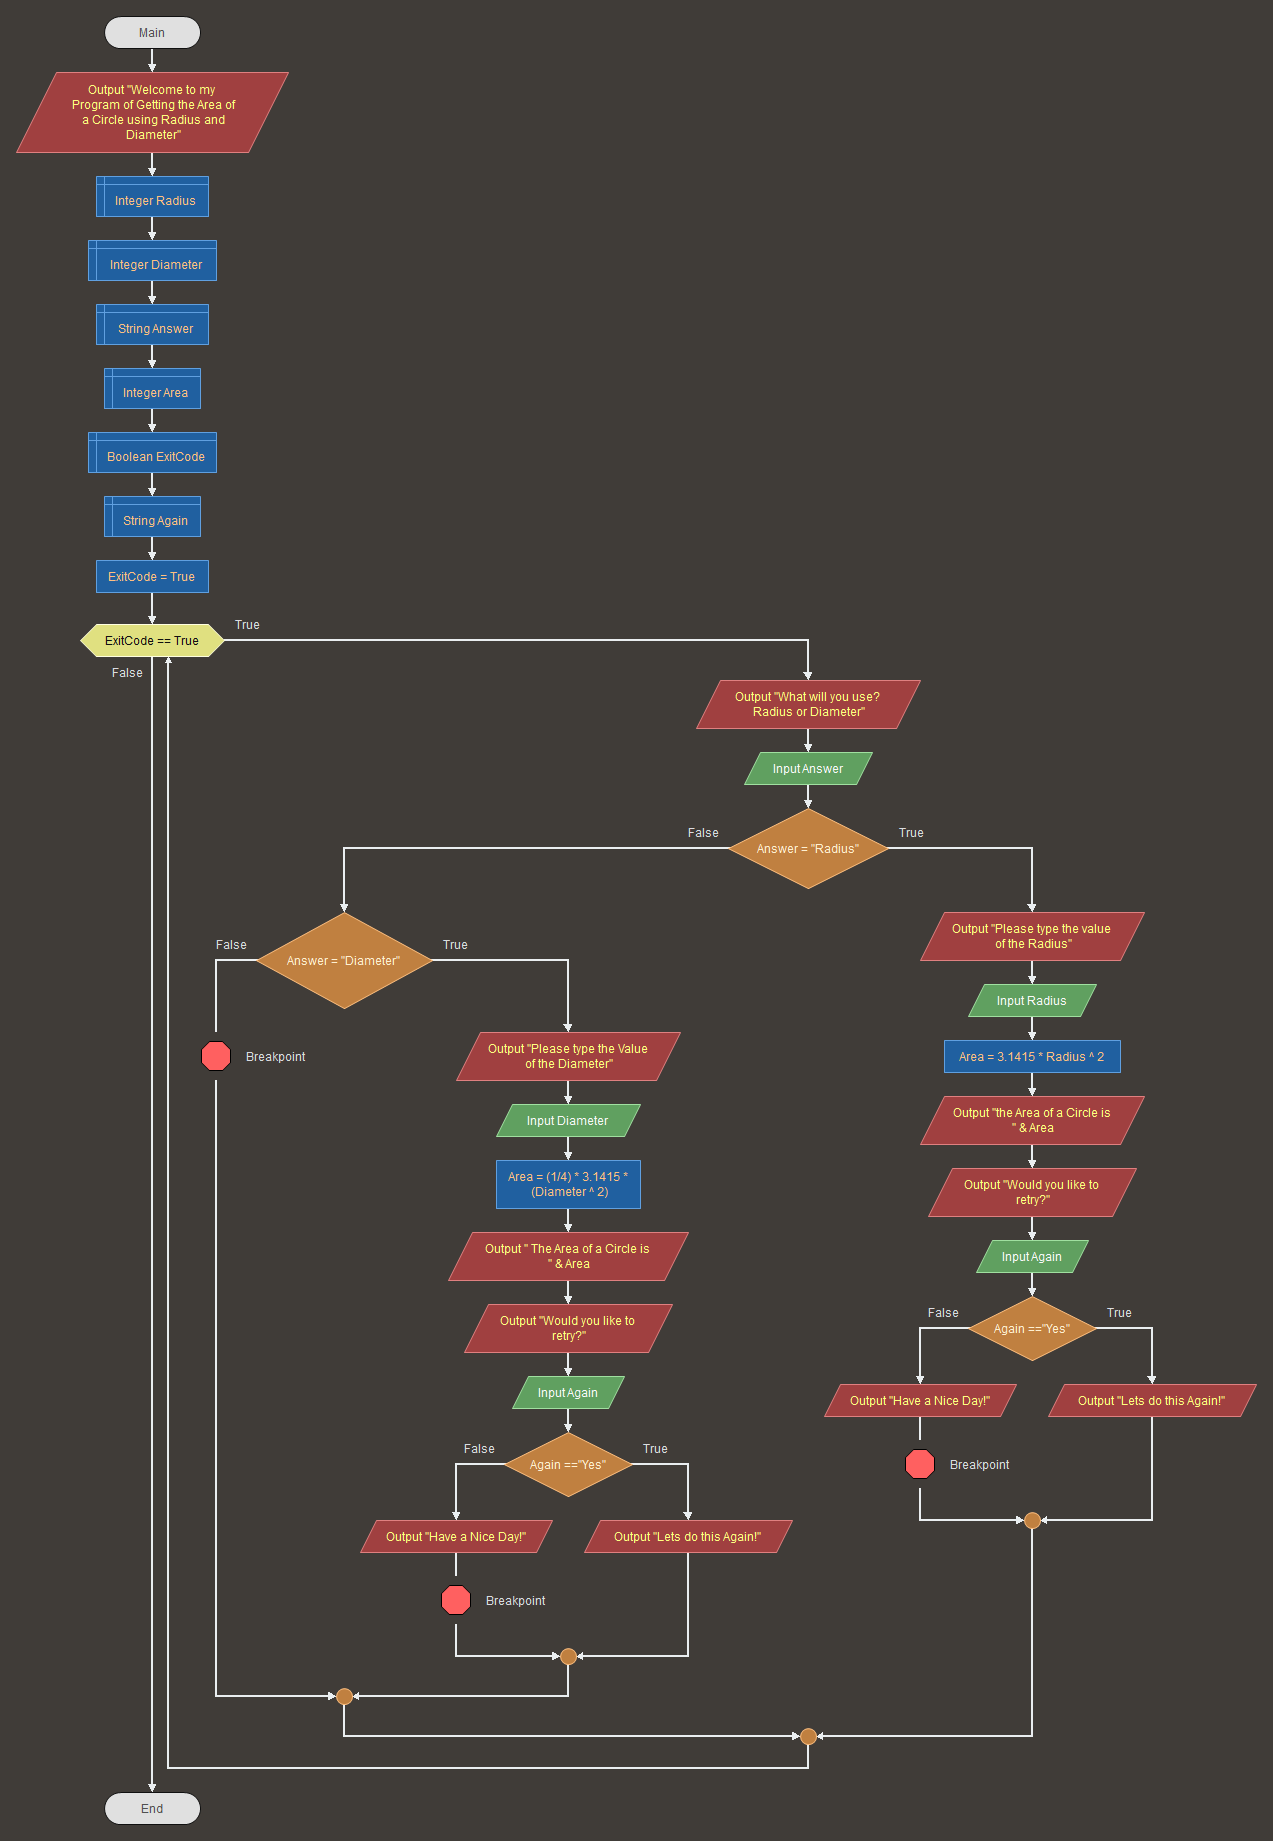 Main
Output "Welcome to my
Program of Getting the Area of
a Circle using Radius and
Diameter"
Integer Radius
Integer Diameter
String Answer
Integer Area
Boolean ExitCode
String Again
ExitCode = True
ExitCode == True
True
False
Output "What will you use?
Radius or Diameter"
Input Answer
Answer = "Radius"
False
True
Answer = "Diameter"
False
True
Breakpoint
Output "Please type the Value
of the Diameter"
Input Diameter
Area = (1/4) * 3.1415 *
(Diameter ^ 2)
Output " The Area of a Circle is
" & Area
Output "Would you like to
retry?"
Input Again
Again =="Yes"
False
True
Output "Have a Nice Day!"
Breakpoint
Output "Lets do this Again!"
Output "Please type the value
of the Radius"
Input Radius
Area = 3.1415 * Radius ^ 2
Output "the Area of a Circle is
" & Area
Output "Would you like to
retry?"
Input Again
Again =="Yes"
False
True
Output "Have a Nice Day!"
Breakpoint
Output "Lets do this Again!"
End